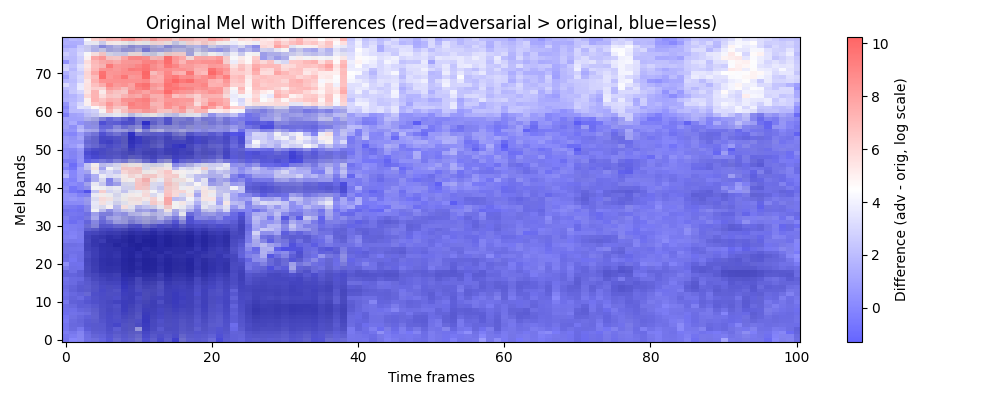 Original Mel with Differences (red=adversarial > original, blue=less)
Mel bands
70
60
50
40
30
20
10
0
0 20 40 60 80 100
Time frames
10
8
6
4
2
0
Difference (adv - orig, log scale)